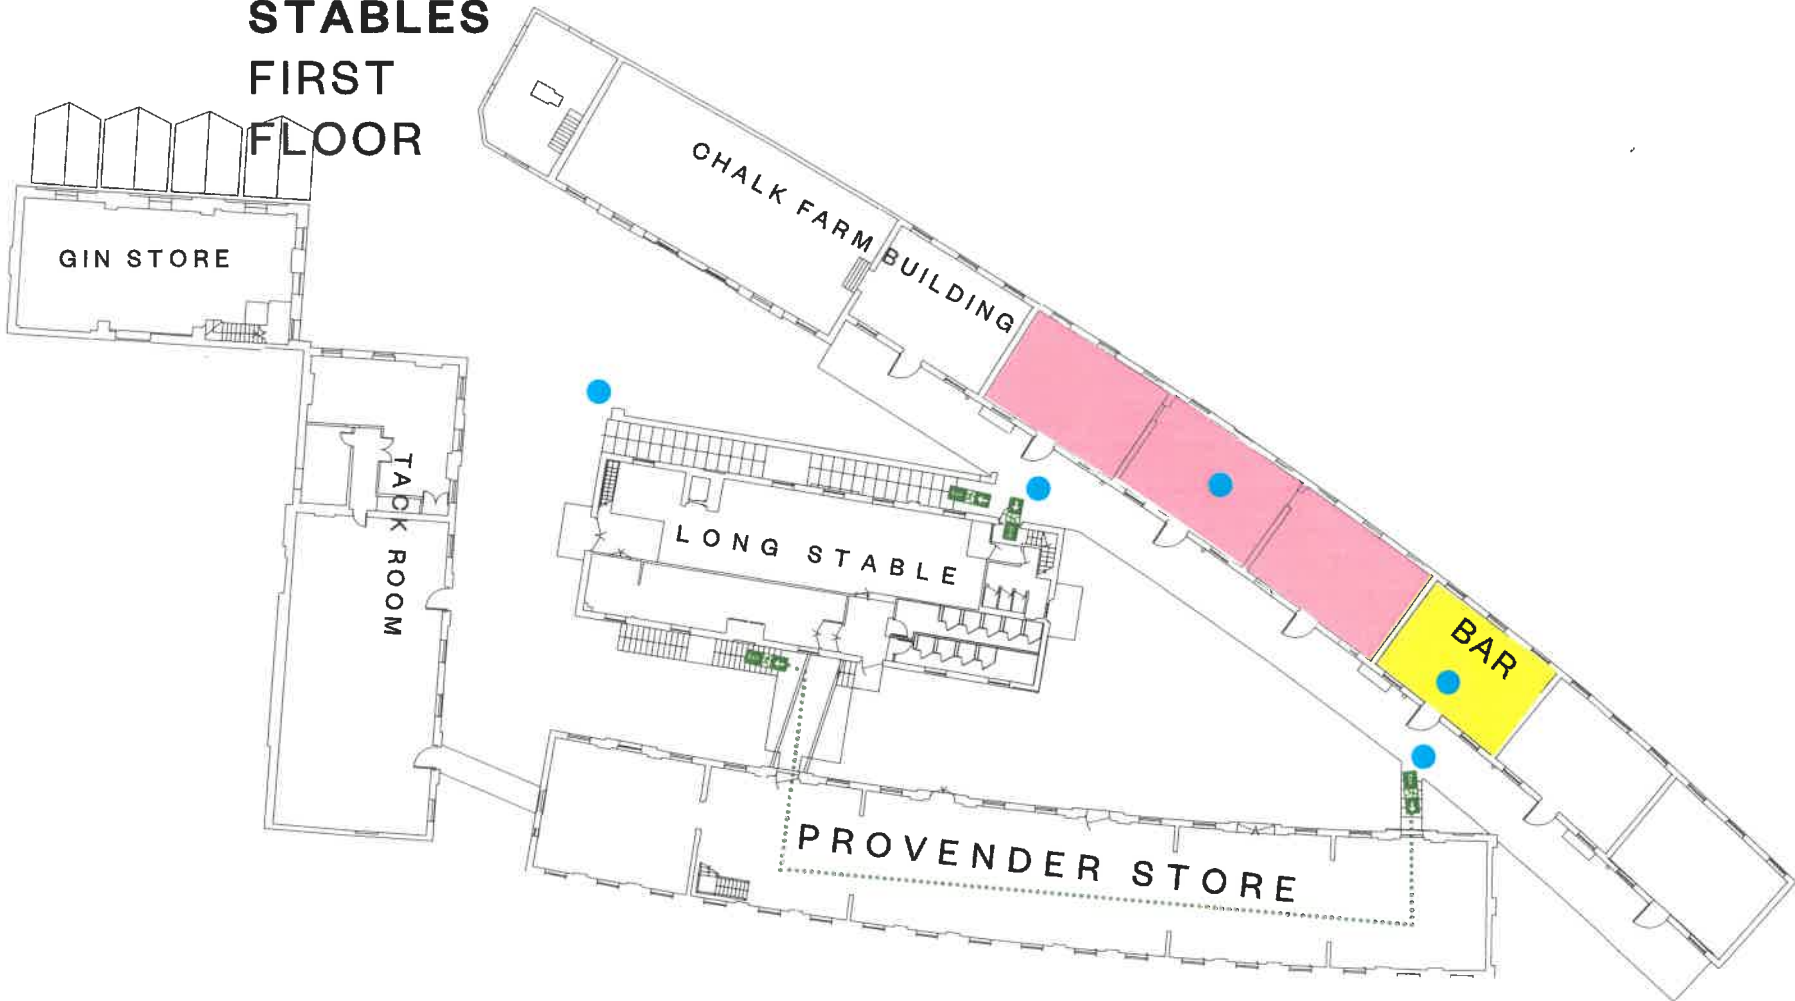 STABLES
FIRST
FLOOR
CHALK FARM BUILDING
GIN STORE
TACK ROOM
LONG STABLE
BAR
PROVENDER STORE